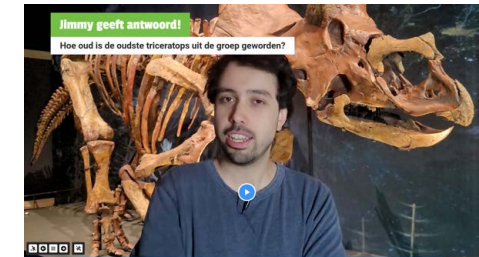 Jimmy geeft antwoord!
Hoe oud is de oudste triceratops uit de groep geworden?